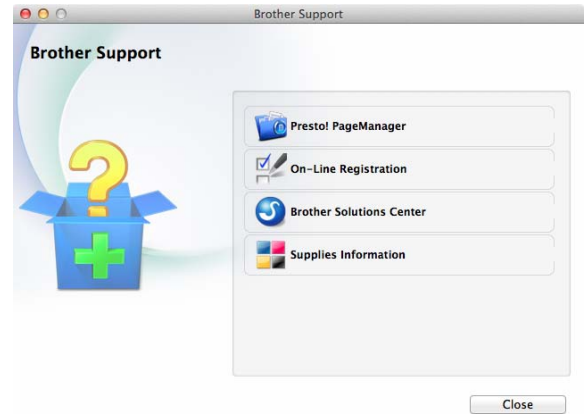 Brother Support
Brother Support
Presto! PageManager
On-Line Registration
Brother Solutions Center
Supplies Information
Close